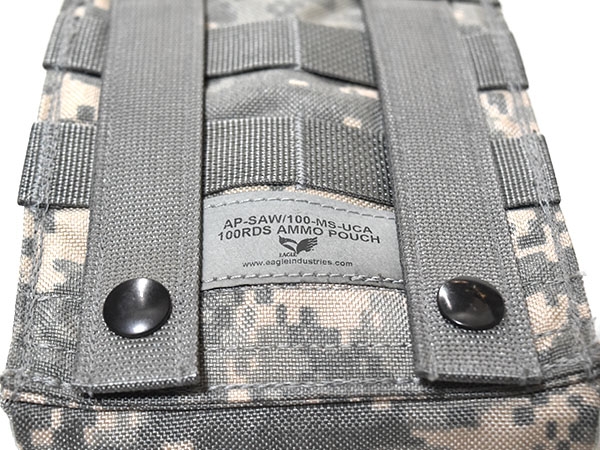 AP-SAW/100-MS-UCA
100RDS AMMO POUCH
EAGLE
www.eagleindustries.com